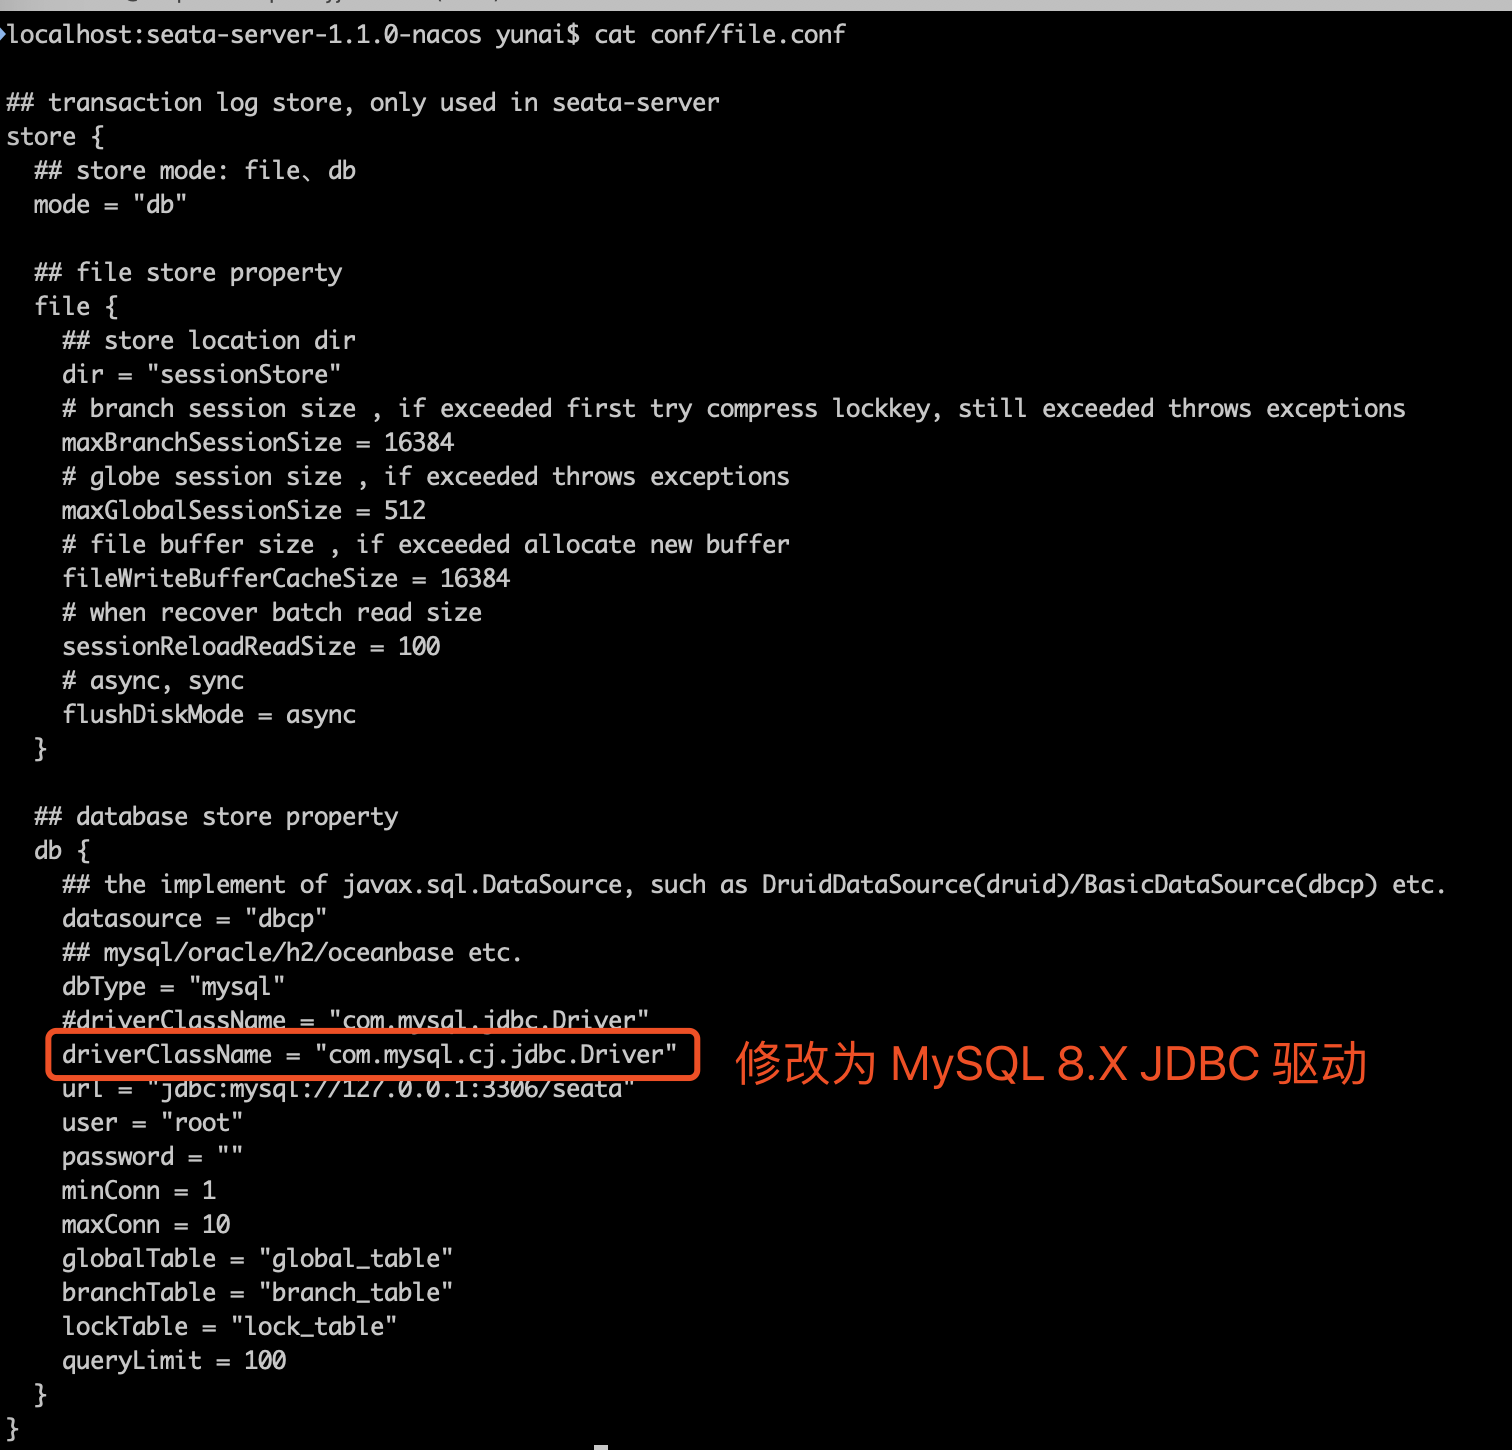 localhost:seata-server-1.1.0-nacos yunai$ cat conf/file.conf
## transaction log store, only used in seata-server
store {
## store mode: file、db
mode = "db"
## file store property
file {
## store location dir
dir = "sessionStore"
# branch session size , if exceeded first try compress lockkey, still exceeded throws exceptions
maxBranchSessionSize = 16384
# globe session size , if exceeded throws exceptions
maxGlobalSessionSize = 512
# file buffer size , if exceeded allocate new buffer
fileWriteBufferCacheSize = 16384
# when recover batch read size
sessionReloadReadSize = 100
# async, sync
flushDiskMode = async
}
## database store property
db {
## the implement of javax.sql.DataSource, such as DruidDataSource(druid)/BasicDataSource(dbcp) etc.
datasource = "dbcp"
## mysql/oracle/h2/oceanbase etc.
dbType = "mysql"
#driverClassName = "com.mysql.jdbc.Driver"
driverClassName = "com.mysql.cj.jdbc.Driver" 修改为 MySQL 8.X JDBC 驱动
url = "jdbc:mysql://127.0.0.1:3306/seata"
user = "root"
password = ""
minConn = 1
maxConn = 10
globalTable = "global_table"
branchTable = "branch_table"
lockTable = "lock_table"
queryLimit = 100
}
}